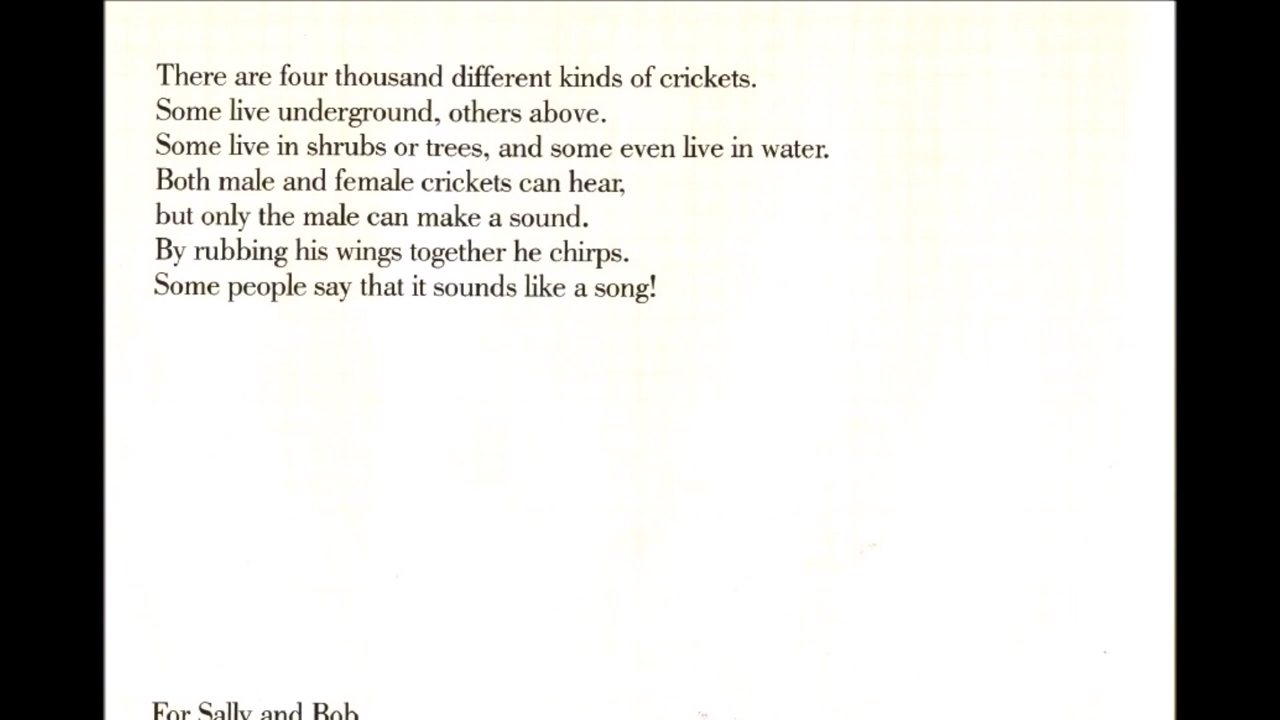 There are four thousand different kinds of crickets.
Some live underground, others above.
Some live in shrubs or trees, and some even live in water.
Both male and female crickets can hear,
but only the male can make a sound.
By rubbing his wings together he chirps.
Some people say that it sounds like a song!
For Sally and Bob